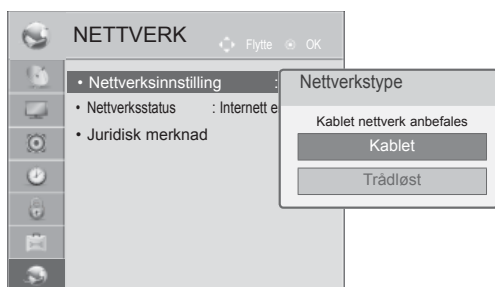 NETTVERK
Flytte OK
• Nettverksinnstilling :
• Nettverksstatus : Internett e
• Juridisk merknad
Nettverkstype
Kablet nettverk anbefales
Kablet
Trådløst